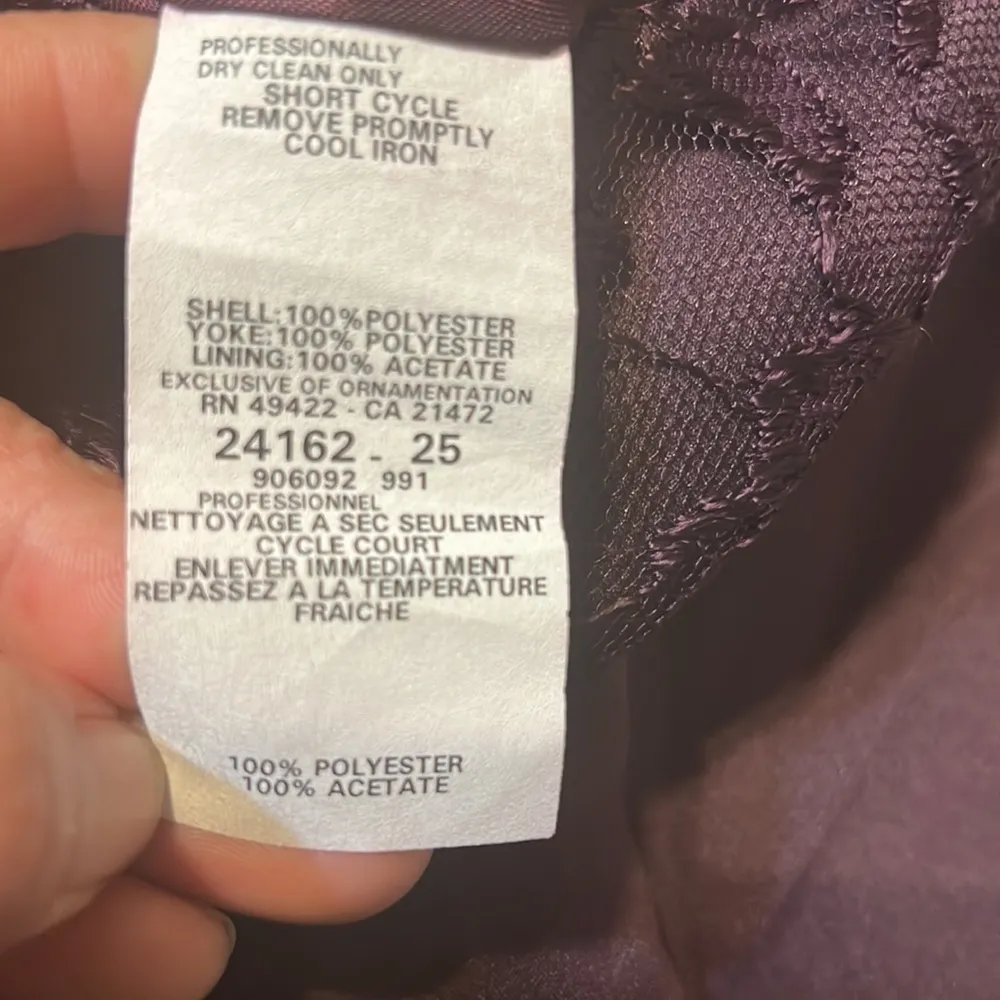 PROFESSIONALLY
DRY CLEAN ONLY
SHORT CYCLE
REMOVE PROMPTLY
COOL IRON
SHELL:100%POLYESTER
YOKE:100% POLYESTER
LINING:100% ACETATE
EXCLUSIVE OF ORNAMENTATION
RN 49422 - CA 21472
24162 - 25
906092 991
PROFESSIONNEL
NETTOYAGE A SEC SEULEMENT
CYCLE COURT
ENLEVER IMMEDIATMENT
REPASSEZ A LA TEMPERATURE
FRAICHE
100% POLYESTER
100% ACETATE